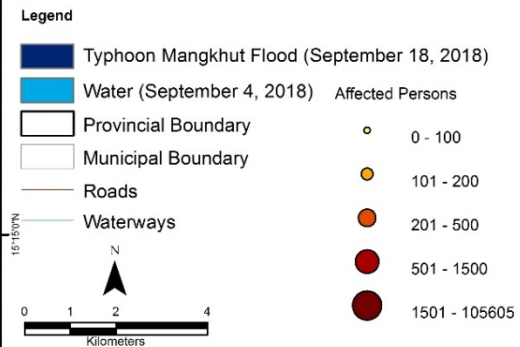 Legend
Typhoon Mangkhut Flood (September 18, 2018)
Water (September 4, 2018)
Provincial Boundary
Municipal Boundary
Roads
Waterways
Affected Persons
0 - 100
101 - 200
201 - 500
501 - 1500
1501 - 105605
15°15'0"N
N
0 1 2 4
Kilometers